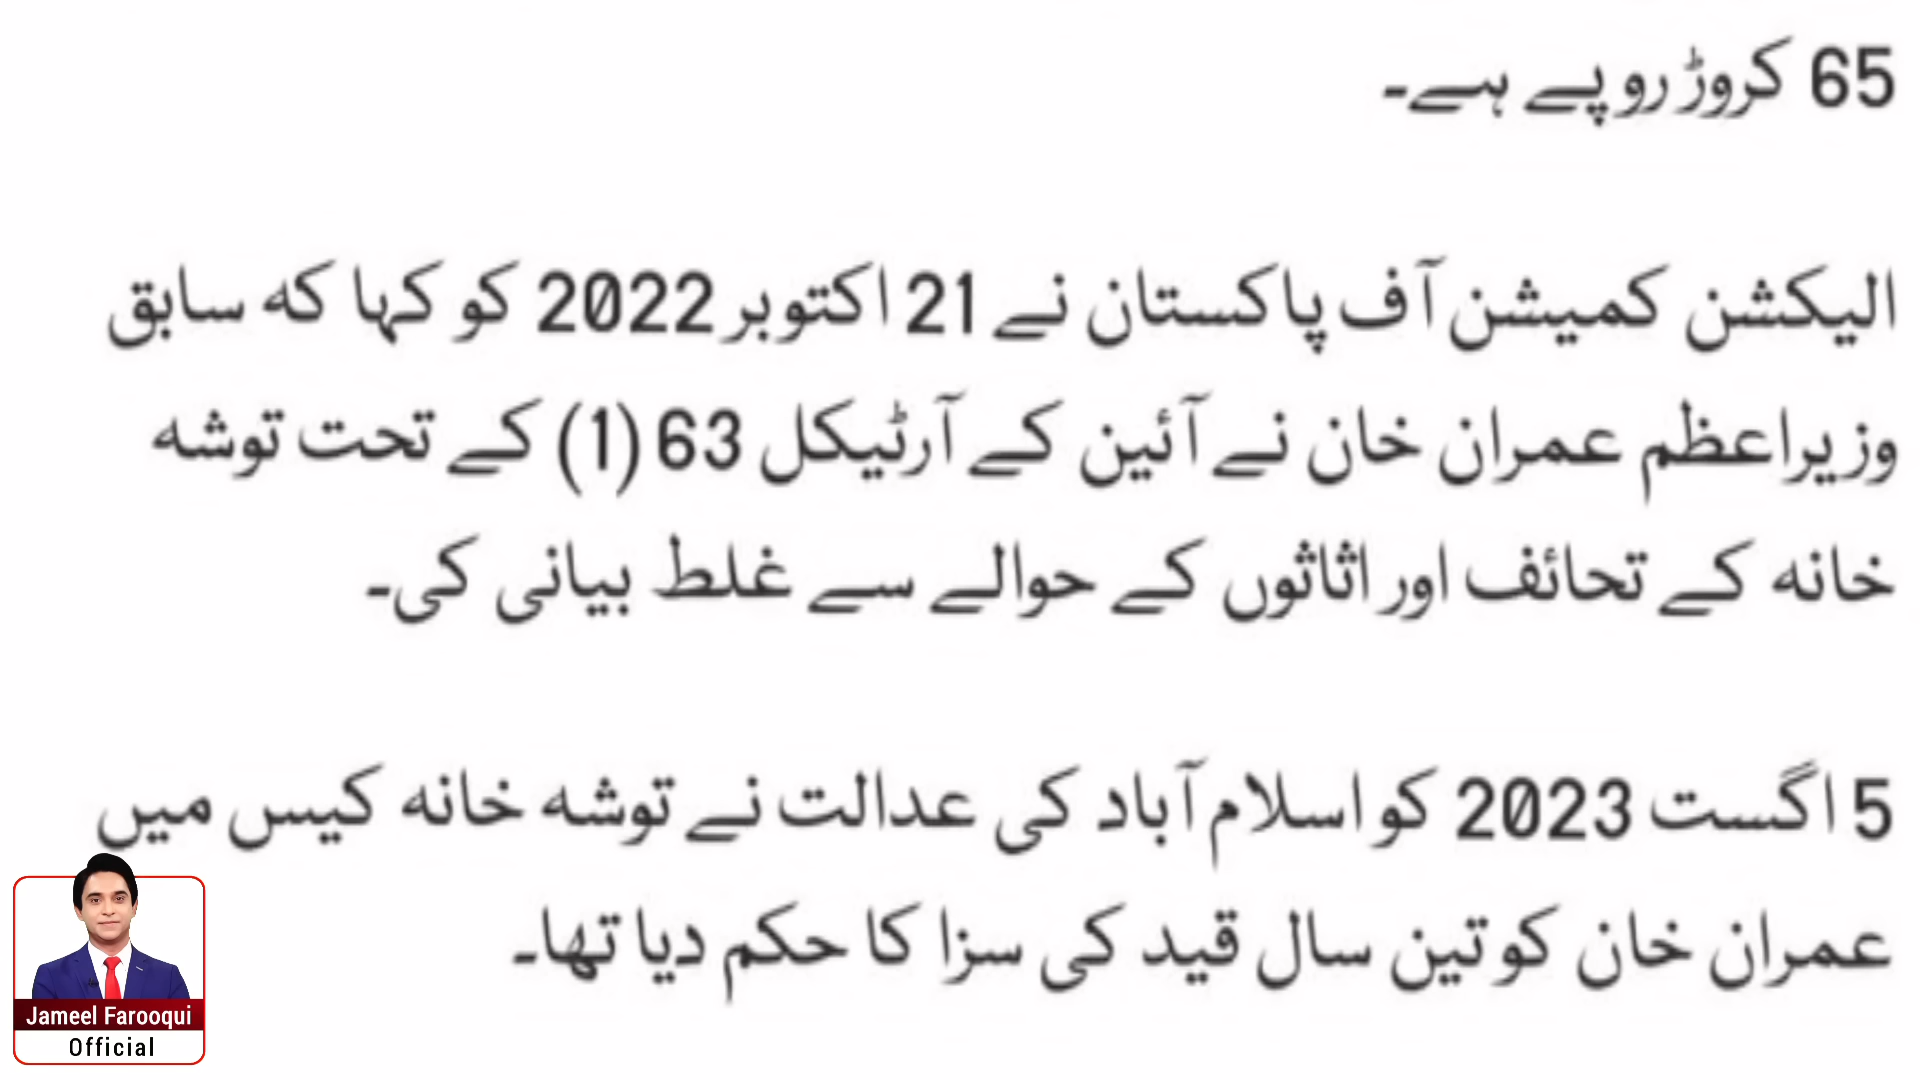 65 کروڑ روپے ہے۔
الیکشن کمیشن آف پاکستان نے 21 اکتوبر 2022 کو کہا کہ سابق
وزیراعظم عمران خان نے آئین کے آرٹیکل 63 (1) کے تحت توشہ
خانہ کے تحائف اور اثاثوں کے حوالے سے غلط بیانی کی۔
5 اگست 2023 کو اسلام آباد کی عدالت نے توشہ خانہ کیس میں
عمران خان کو تین سال قید کی سزا کا حکم دیا تھا۔
Jameel Farooqui
Official